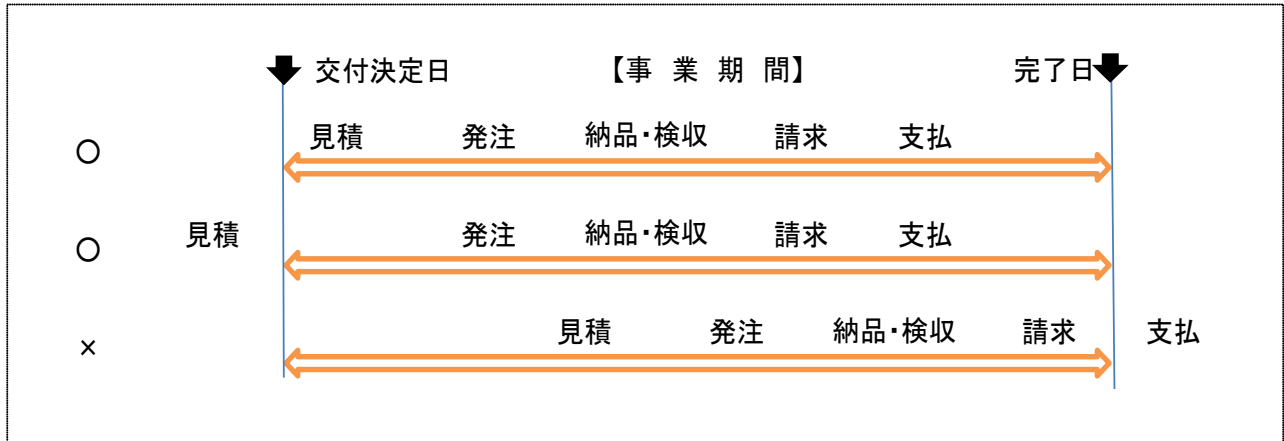 交付決定日 【事 業 期 間】 完了日
〇 見積 発注 納品・検収 請求 支払
〇 見積 発注 納品・検収 請求 支払
× 見積 発注 納品・検収 請求 支払